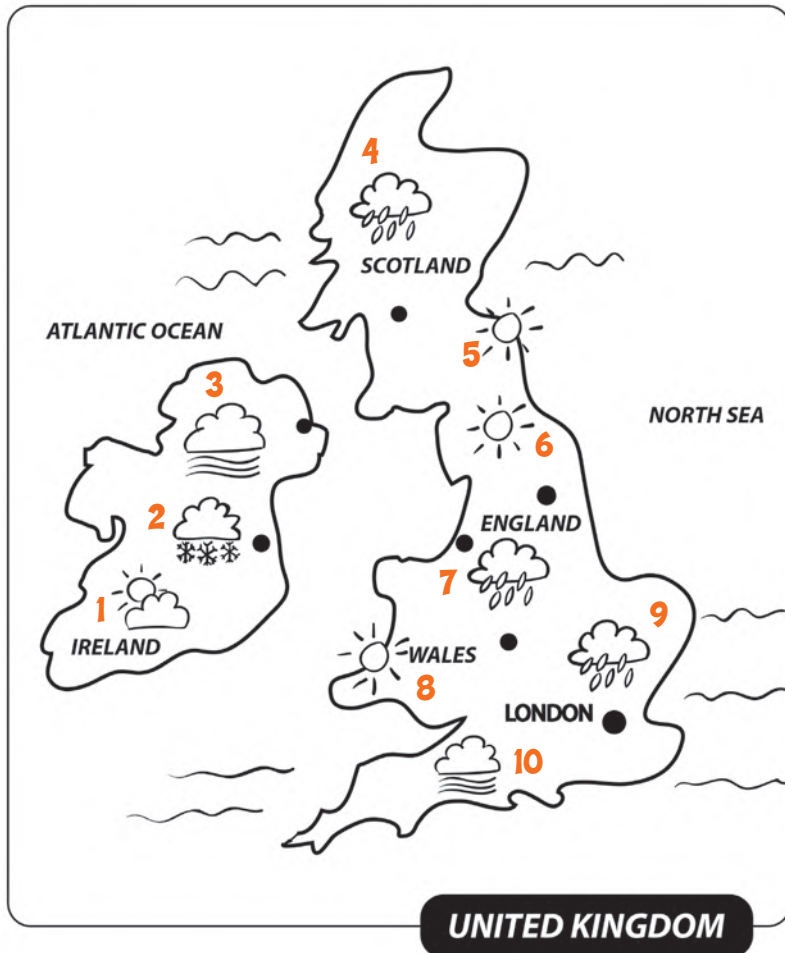 4
SCOTLAND
5
ATLANTIC OCEAN
3
NORTH SEA
6
2
ENGLAND
7
1
9
IRELAND
WALES
8
LONDON
10
UNITED KINGDOM